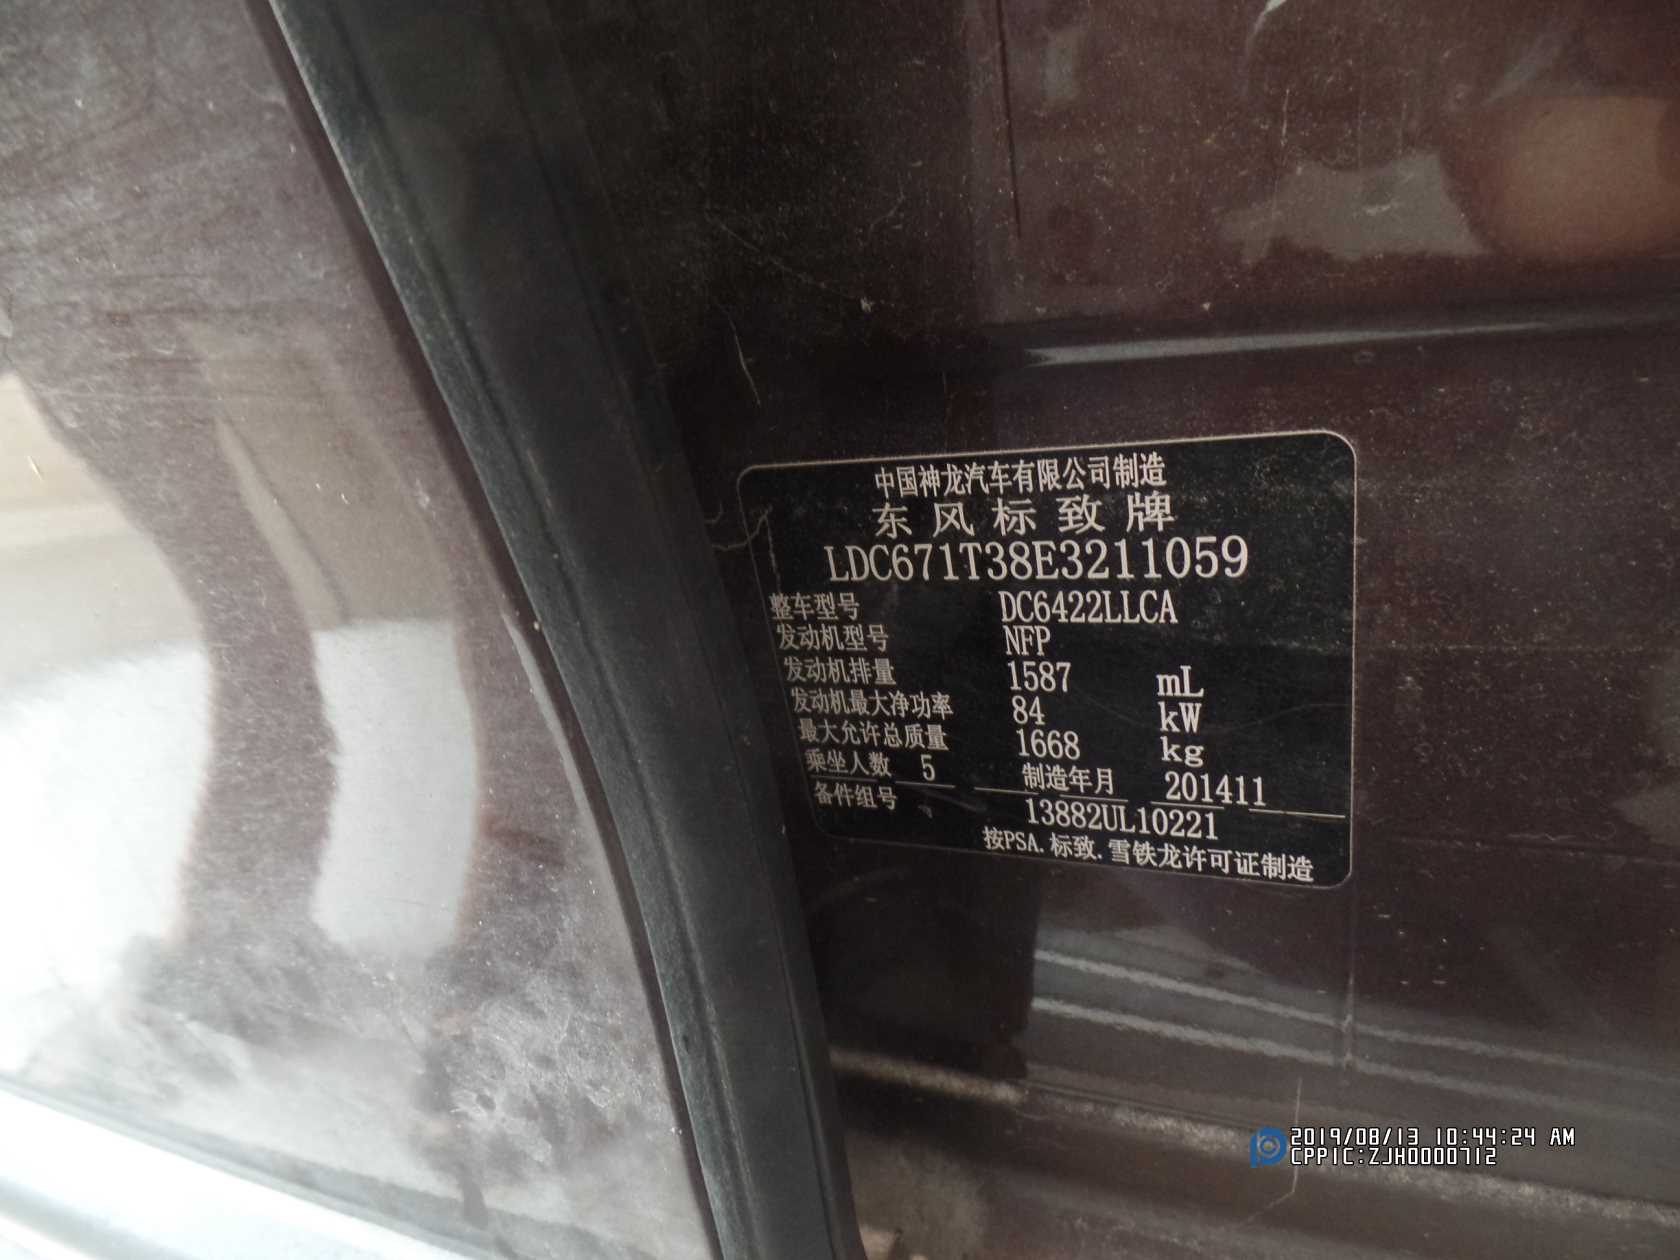 中国神龙汽车有限公司制造
东风标致牌
LDC671T38E3211059
整车型号 DC6422LLCA
发动机型号 NFP
发动机排量 1587 mL
发动机最大净功率 84 kW
最大允许总质量 1668 kg
乘坐人数 5 制造年月 201411
备件组号 13882UL10221
按PSA.标致.雪铁龙许可证制造
2019/08/13 10:44:24 AM
CPPIC:ZJH0000712